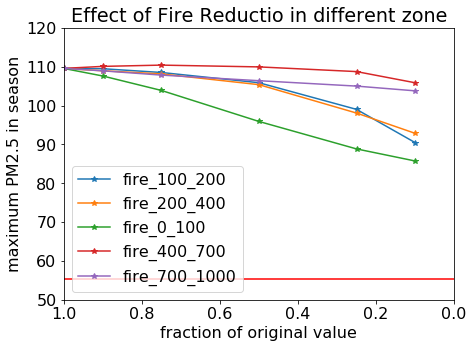 Effect of Fire Reductio in different zone
maximum PM2.5 in season
120
110
100
90
80
70
60
50
fire_100_200
fire_200_400
fire_0_100
fire_400_700
fire_700_1000
1.0 0.8 0.6 0.4 0.2 0.0
fraction of original value